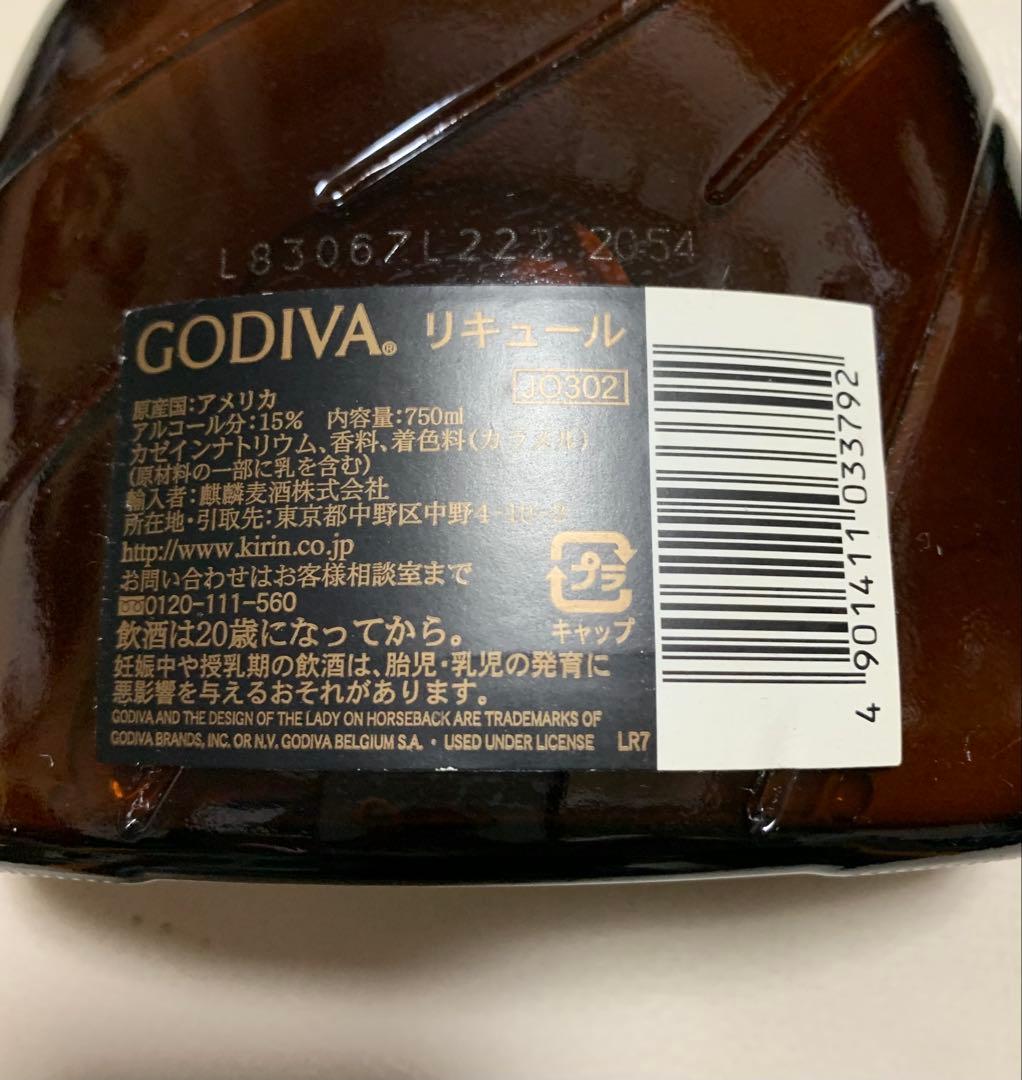 L83067L222 20:54
GODIVA® リキュール
JO302
原産国:アメリカ
アルコール分:15% 内容量:750ml
カゼインナトリウム、香料、着色料(カラメル)
(原材料の一部に乳を含む)
輸入者:麒麟麦酒株式会社
所在地・引取先:東京都中野区中野4-10-2
http://www.kirin.co.jp
お問い合わせはお客様相談室まで
0120-111-560
プラ
キャップ
飲酒は20歳になってから。
妊娠中や授乳期の飲酒は、胎児・乳児の発育に
悪影響を与えるおそれがあります。
GODIVA AND THE DESIGN OF THE LADY ON HORSEBACK ARE TRADEMARKS OF
GODIVA BRANDS, INC. OR N.V. GODIVA BELGIUM S.A. • USED UNDER LICENSE LR7
4 901411 033792